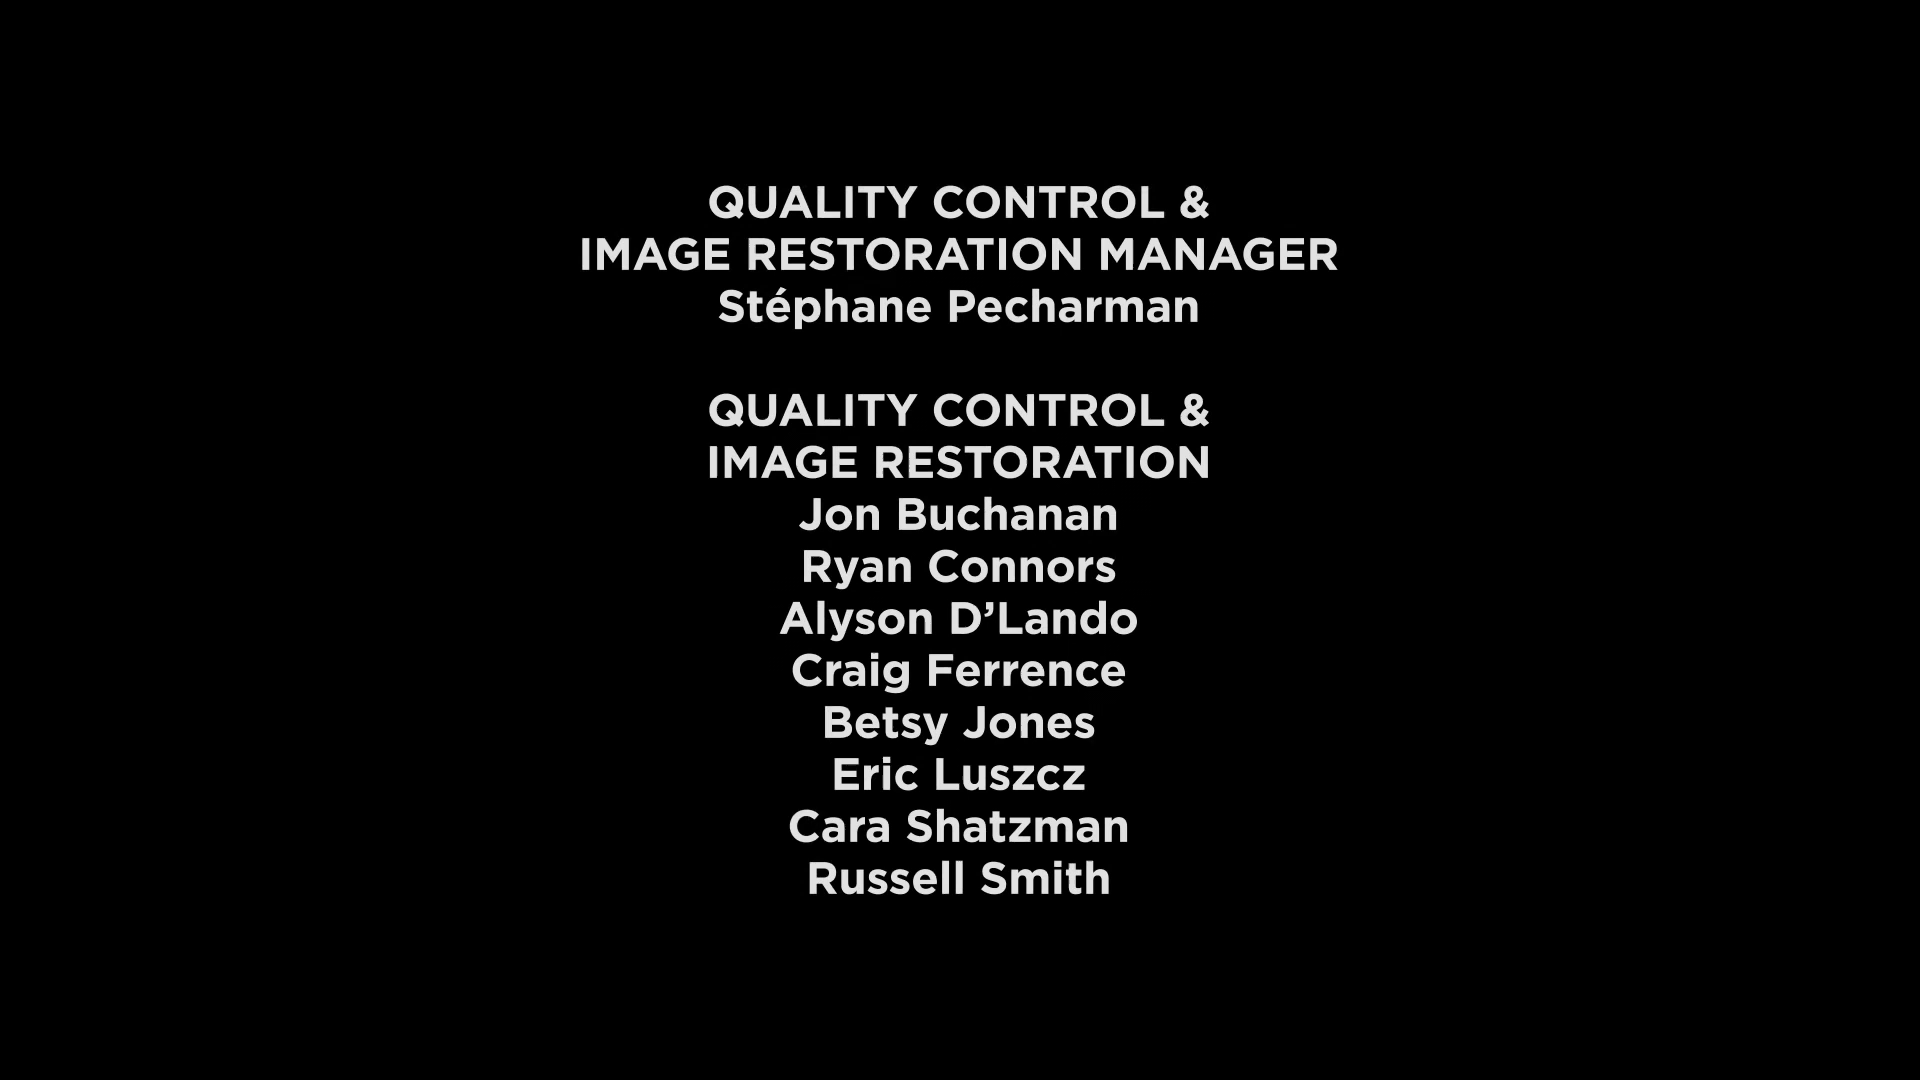 QUALITY CONTROL &
IMAGE RESTORATION MANAGER
Stéphane Pecharman
QUALITY CONTROL &
IMAGE RESTORATION
Jon Buchanan
Ryan Connors
Alyson D’Lando
Craig Ferrence
Betsy Jones
Eric Luszcz
Cara Shatzman
Russell Smith